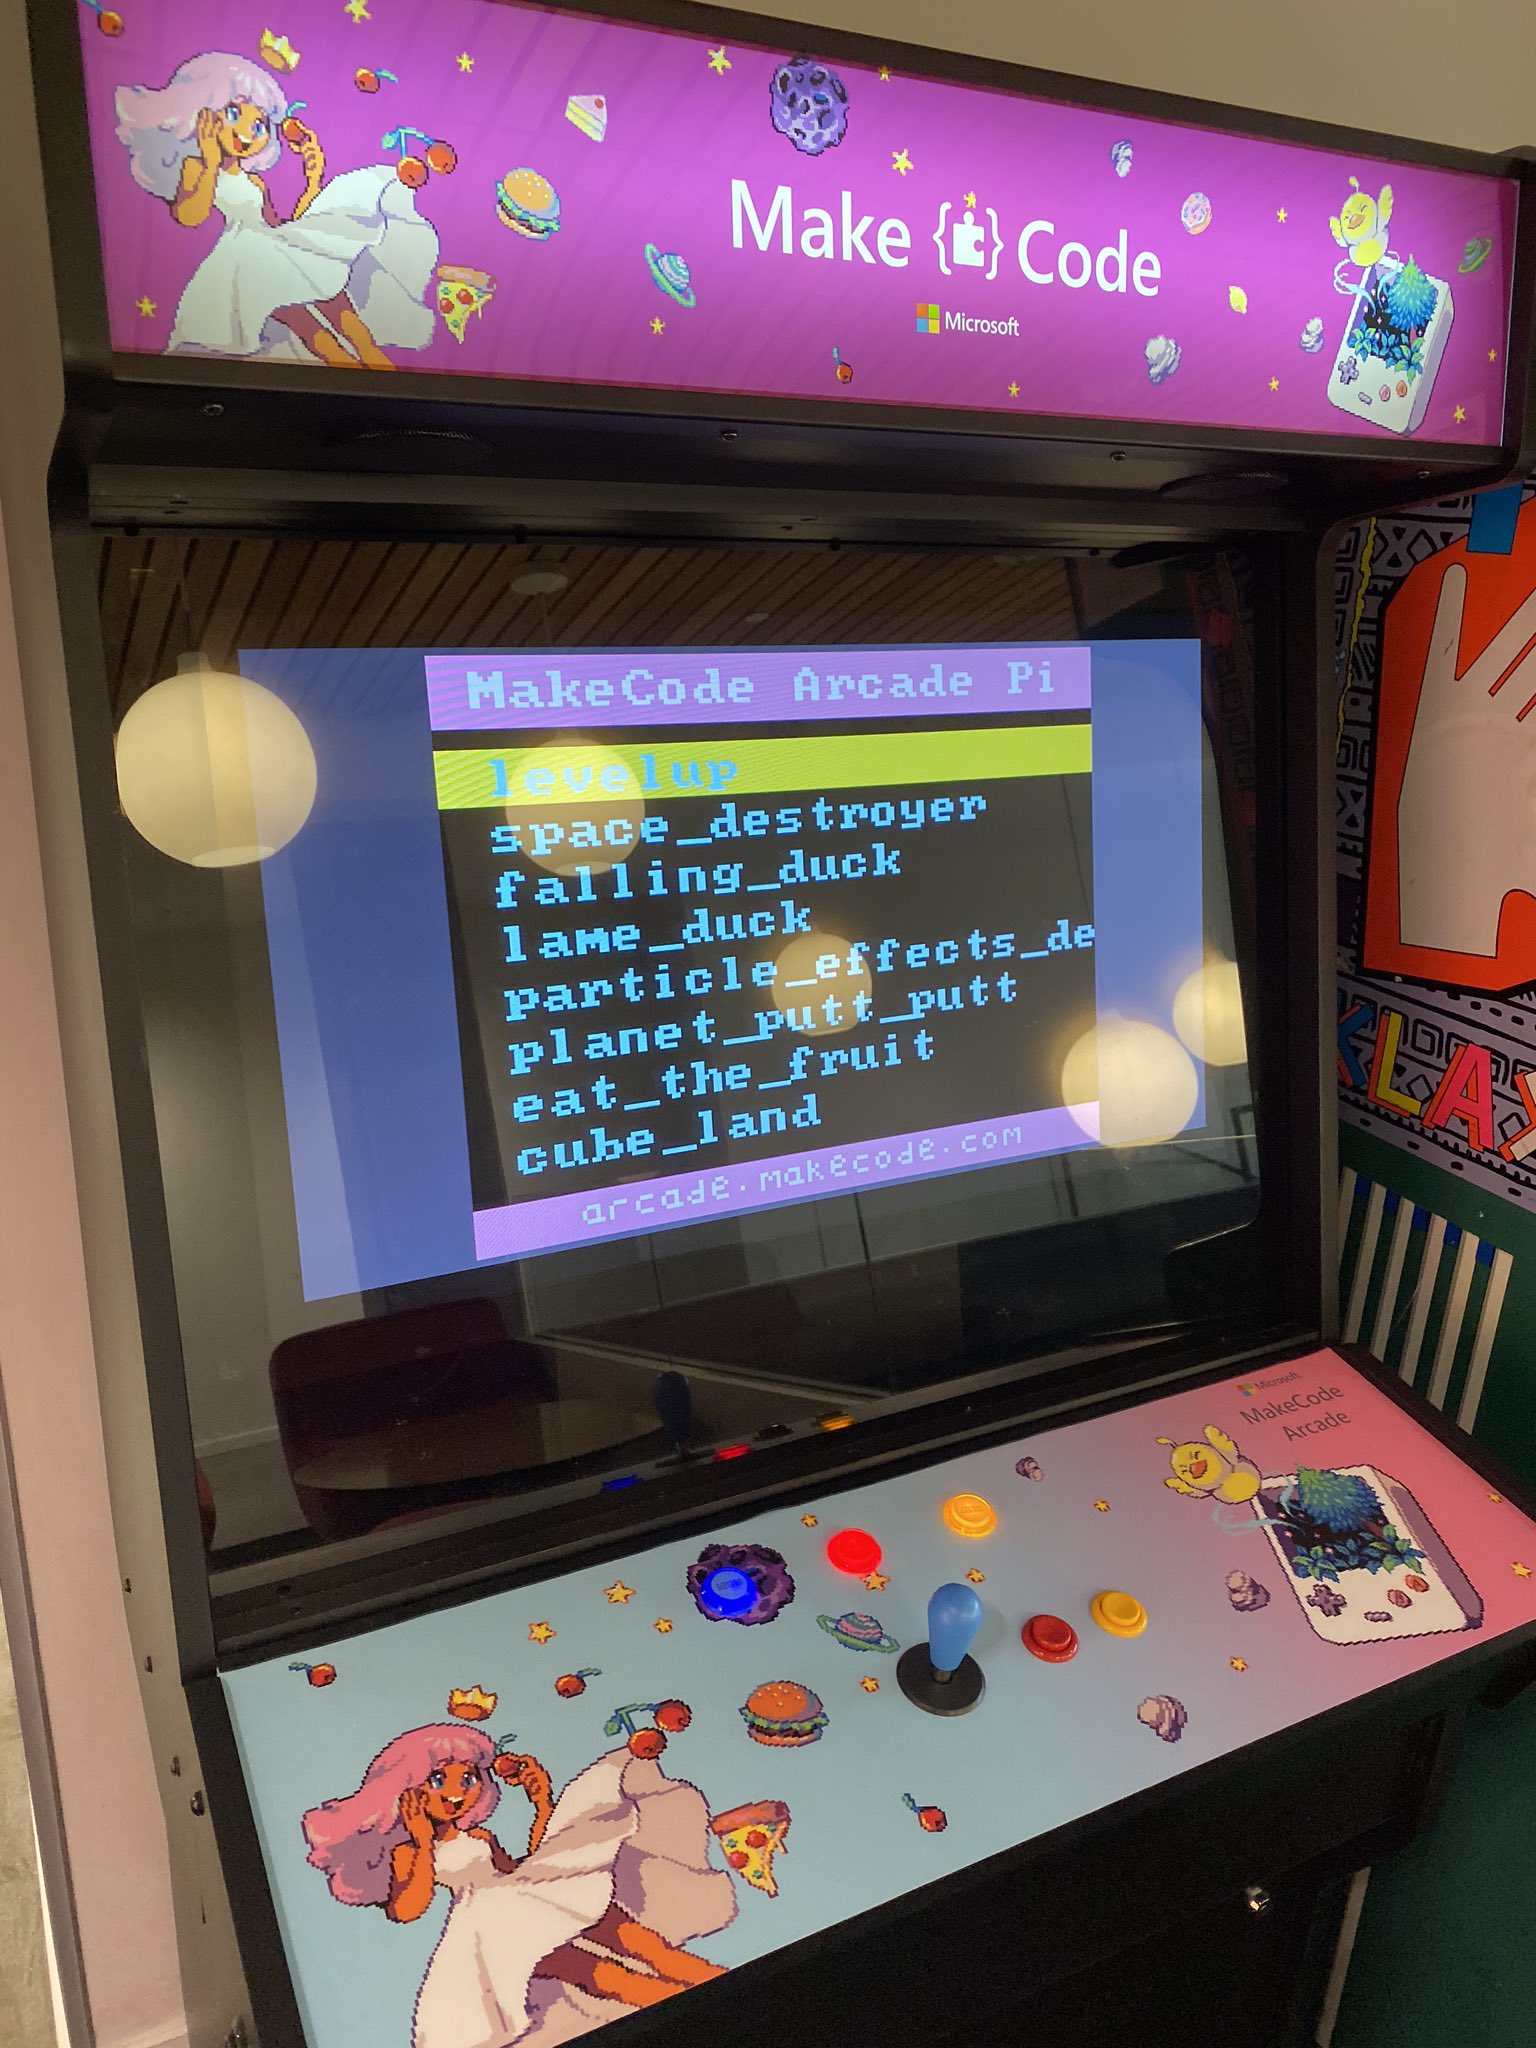 Make Code
Microsoft
MakeCode Arcade Pi
levelup
space_destroyer
falling_duck
lame_duck
particle_effects_de
planet_putt_putt
eat_the_fruit
cube_land
arcade.makecode.com
Microsoft
MakeCode
Arcade